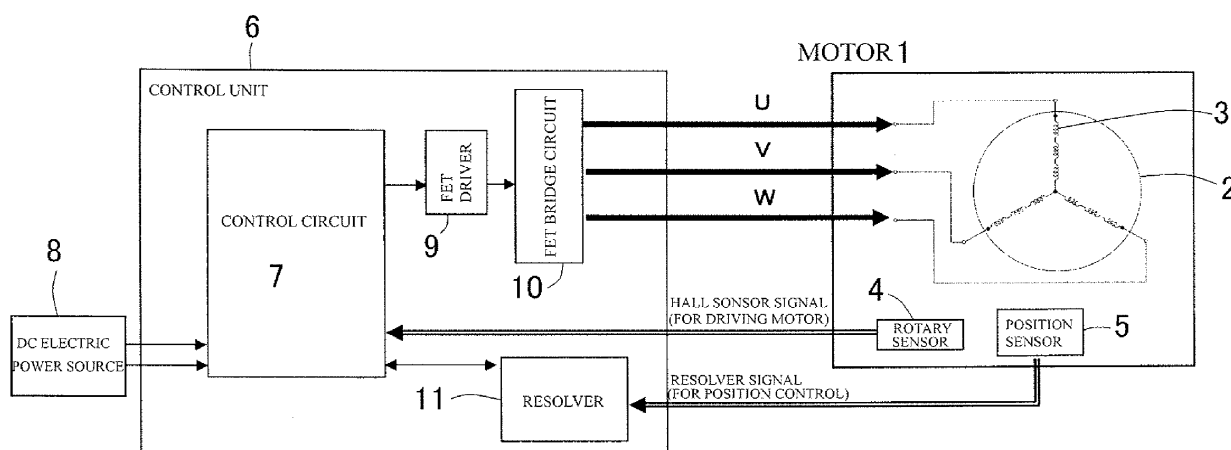 6
MOTOR 1
CONTROL UNIT
U
V
W
3
2
FET
DRIVER
FET BRIDGE CIRCUIT
CONTROL CIRCUIT
7
9
10
8
DC ELECTRIC
POWER SOURCE
HALL SONSOR SIGNAL
(FOR DRIVING MOTOR)
4
ROTARY
SENSOR
POSITION
SENSOR
5
11
RESOLVER
RESOLVER SIGNAL
(FOR POSITION CONTROL)